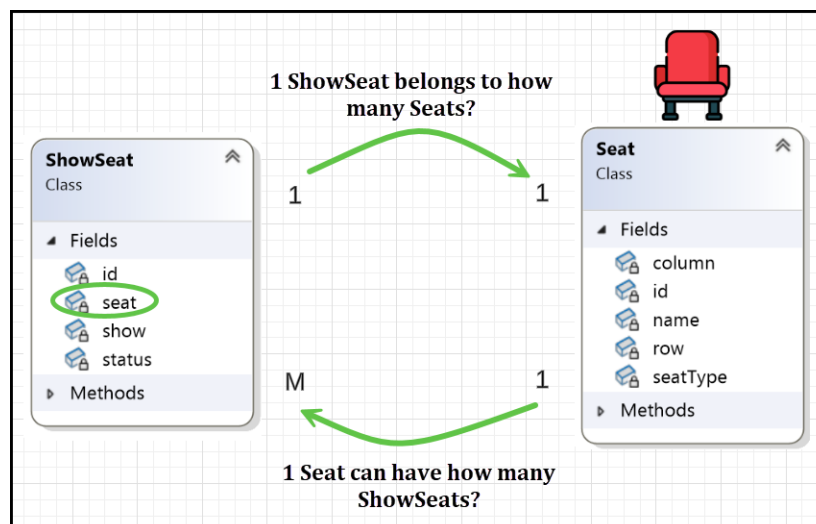 1 ShowSeat belongs to how
many Seats?
ShowSeat
Class
Fields
id
seat
show
status
Methods
1
1
M
1
Seat
Class
Fields
column
id
name
row
seatType
Methods
1 Seat can have how many
ShowSeats?